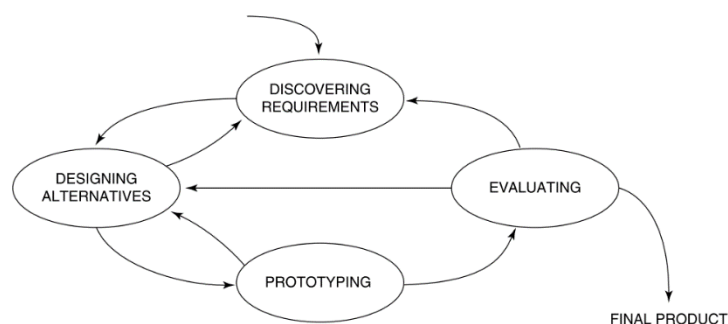 DISCOVERING
REQUIREMENTS
DESIGNING
ALTERNATIVES
EVALUATING
PROTOTYPING
FINAL PRODUCT